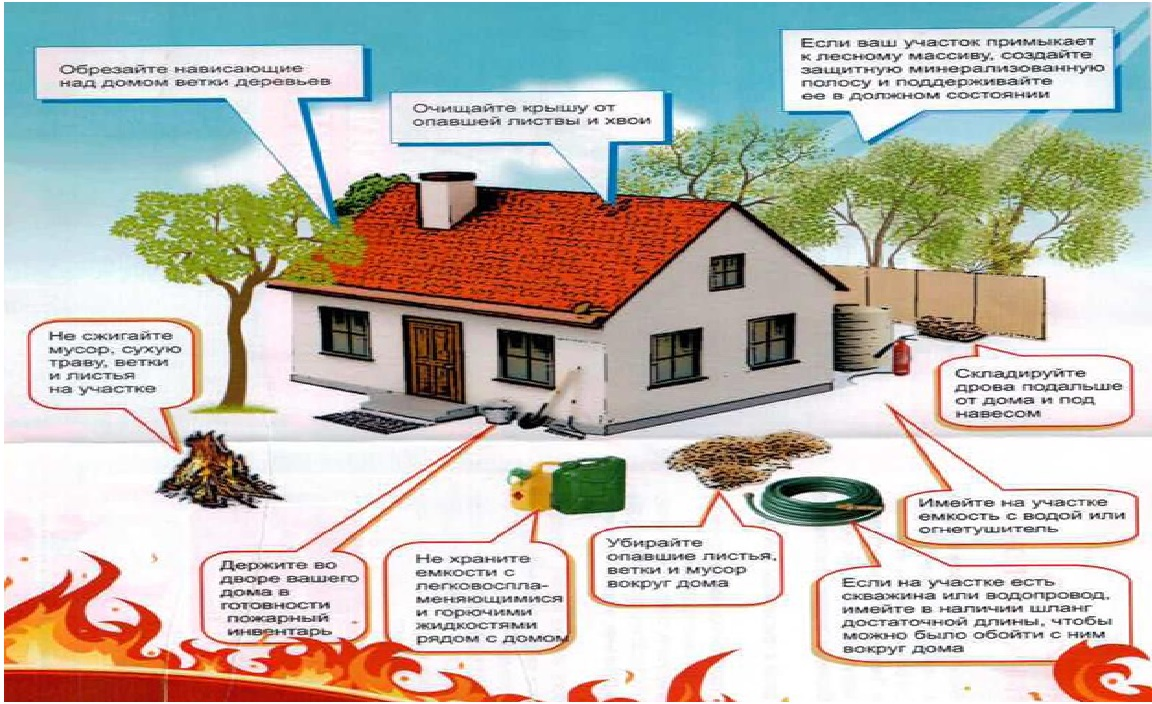 Обрезайте нависающие
над домом ветки деревьев
Очищайте крышу от
опавшей листвы и хвои
Если ваш участок примыкает
к лесному массиву, создайте
защитную минерализованную
полосу и поддерживайте
ее в должном состоянии
Не сжигайте
мусор, сухую
траву, ветки
и листья
на участке
Складируйте
дрова подальше
от дома и под
навесом
Имейте на участке
емкость с водой или
огнетушитель
Держите во
дворе вашего
дома в
готовности
пожарный
инвентарь
Не храните
емкости с
легковоспла-
меняющимися
и горючими
жидкостями
рядом с домом
Убирайте
опавшие листья,
ветки и мусор
вокруг дома
Если на участке есть
скважина или водопровод,
имейте в наличии шланг
достаточной длины, чтобы
можно было обойти с ним
вокруг дома